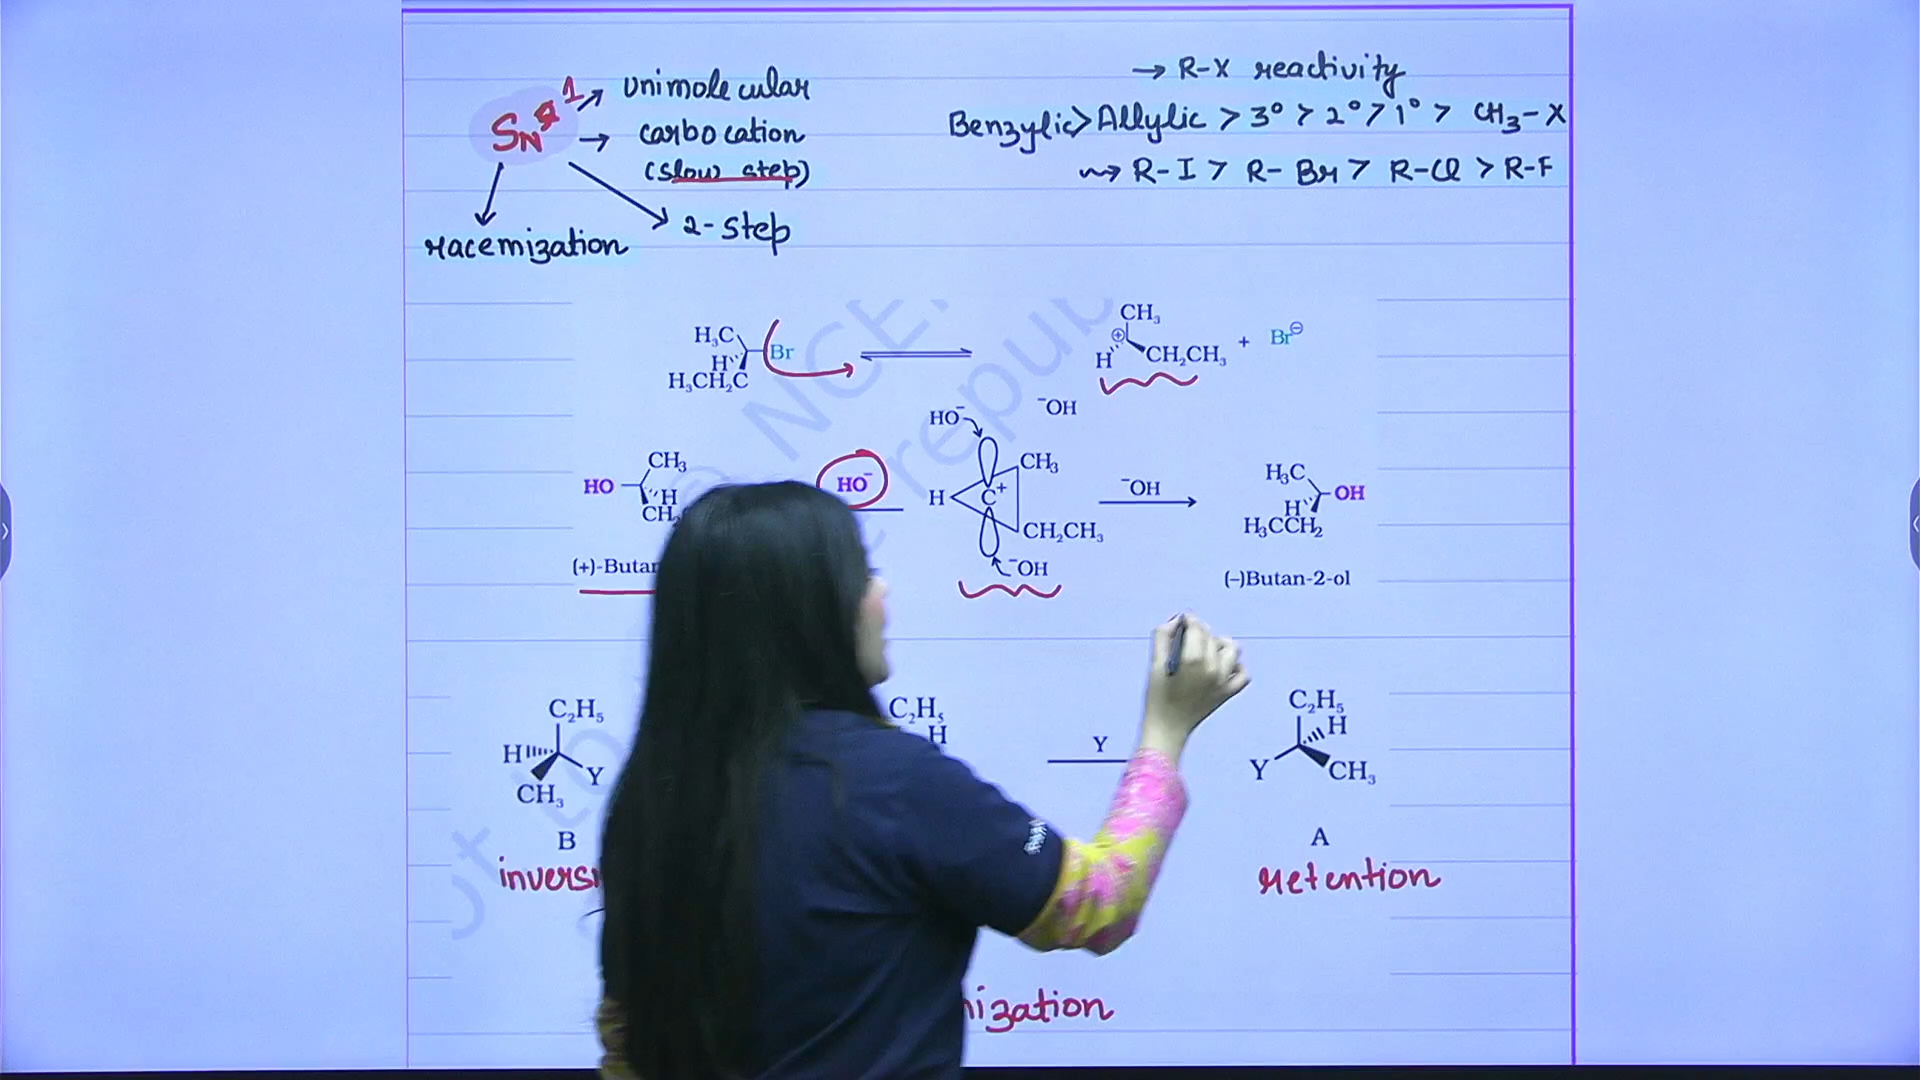 SN1
unimolecular
carbocation
(slow step)
2-step
racemization
→ R-X reactivity
Benzylic > Allylic > 3° > 2° > 1° > CH₃-X
R-I > R-Br > R-Cl > R-F
H₃C
H
Br
H₃CH₂C
CH₃
⊕
H
CH₂CH₃
+
Br⊖
HO⁻
⁻OH
CH₃
HO
H
HO⁻
CH₃
H
C⁺
CH₂CH₃
⁻OH
⁻OH
H₃C
OH
H
H₃CCH₂
(–)Butan-2-ol
C₂H₅
H
Y
CH₃
B
C₂H₅
H
Y
C₂H₅
H
Y
CH₃
A
retention